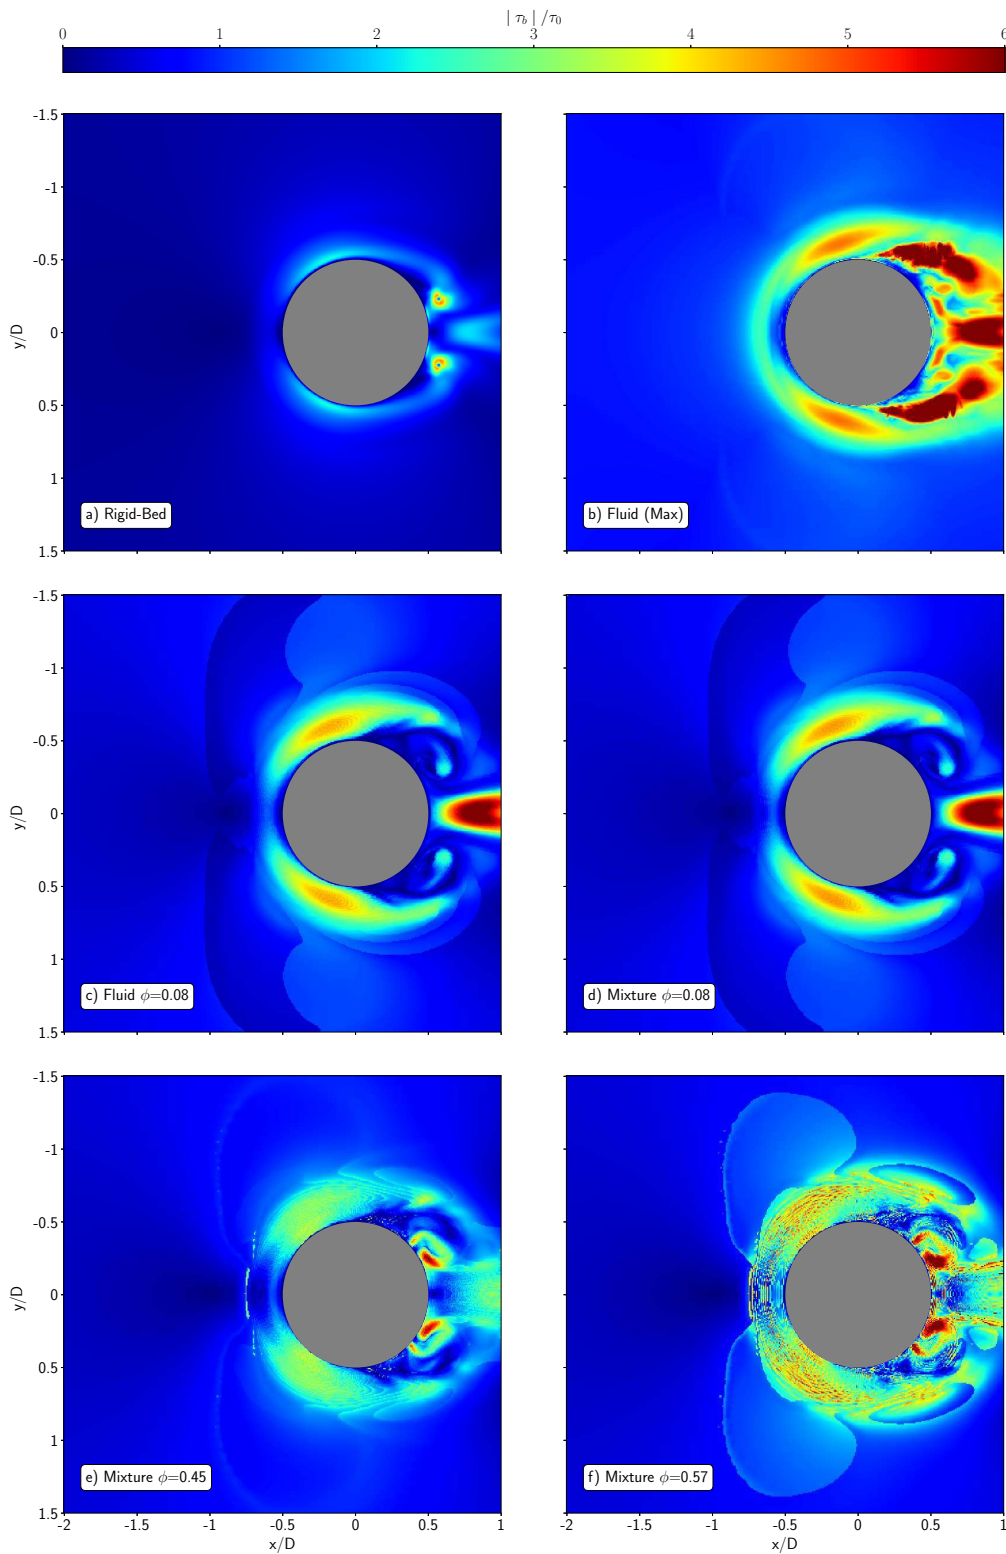 | τ_b | /τ_0
0 1 2 3 4 5 6
-1.5
-1
-0.5
0
0.5
1
1.5
y/D
a) Rigid-Bed
b) Fluid (Max)
-1.5
-1
-0.5
0
0.5
1
1.5
y/D
c) Fluid ϕ=0.08
d) Mixture ϕ=0.08
-1.5
-1
-0.5
0
0.5
1
1.5
y/D
e) Mixture ϕ=0.45
f) Mixture ϕ=0.57
-2 -1.5 -1 -0.5 0 0.5 1
-2 -1.5 -1 -0.5 0 0.5 1
x/D
x/D